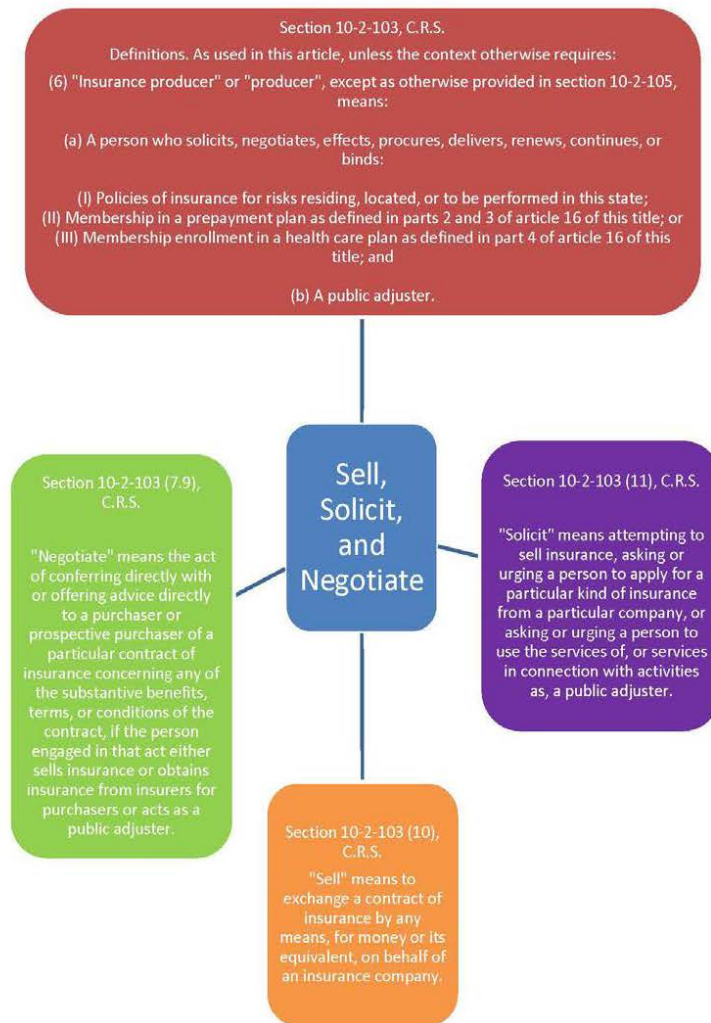 Section 10-2-103, C.R.S.
Definitions. As used in this article, unless the context otherwise requires:
(6) "Insurance producer" or "producer", except as otherwise provided in section 10-2-105,
means:
(a) A person who solicits, negotiates, effects, procures, delivers, renews, continues, or
binds:
(I) Policies of insurance for risks residing, located, or to be performed in this state;
(II) Membership in a prepayment plan as defined in parts 2 and 3 of article 16 of this title; or
(III) Membership enrollment in a health care plan as defined in part 4 of article 16 of this
title; and
(b) A public adjuster.
Sell,
Solicit,
and
Negotiate
Section 10-2-103 (7.9),
C.R.S.
"Negotiate" means the act
of conferring directly with
or offering advice directly
to a purchaser or
prospective purchaser of a
particular contract of
insurance concerning any of
the substantive benefits,
terms, or conditions of the
contract, if the person
engaged in that act either
sells insurance or obtains
insurance from insurers for
purchasers or acts as a
public adjuster.
Section 10-2-103 (11), C.R.S.
"Solicit" means attempting to
sell insurance, asking or
urging a person to apply for a
particular kind of insurance
from a particular company, or
asking or urging a person to
use the services of, or services
in connection with activities
as, a public adjuster.
Section 10-2-103 (10),
C.R.S.
"Sell" means to
exchange a contract of
insurance by any
means, for money or its
equivalent, on behalf of
an insurance company.